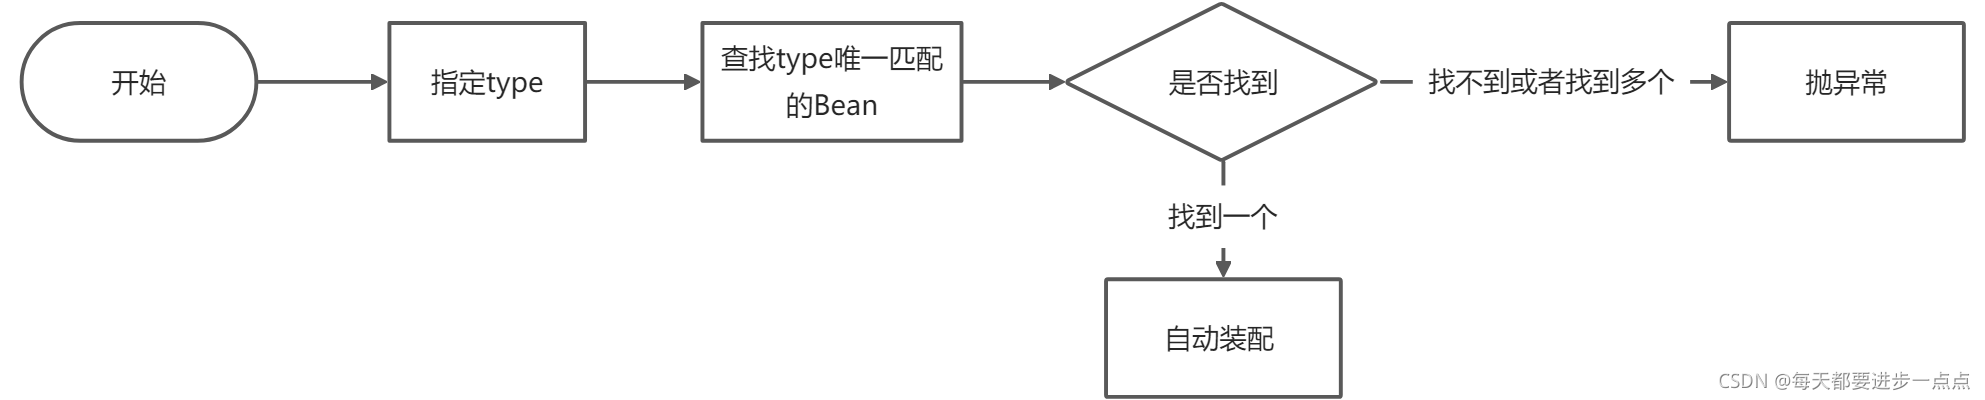 开始
指定type
查找type唯一匹配
的Bean
是否找到
找不到或者找到多个
抛异常
找到一个
自动装配
CSDN @每天都要进步一点点